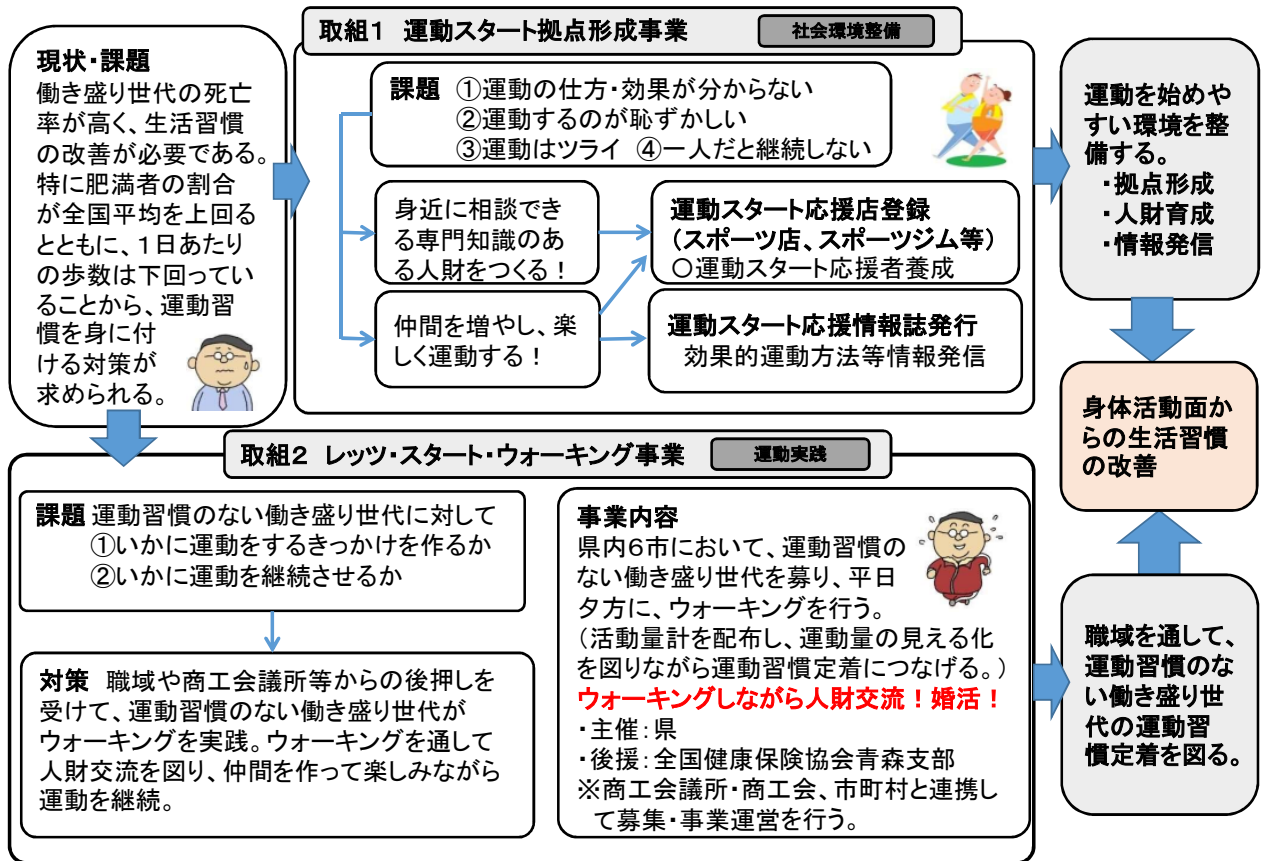 現状・課題
働き盛り世代の死亡
率が高く、生活習慣
の改善が必要である。
特に肥満者の割合
が全国平均を上回る
とともに、1日あたり
の歩数は下回ってい
ることから、運動習
慣を身に付
ける対策が
求められる。
取組1 運動スタート拠点形成事業 社会環境整備
課題 ①運動の仕方・効果が分からない
②運動するのが恥ずかしい
③運動はツライ ④一人だと継続しない
身近に相談でき
る専門知識のあ
る人財をつくる!
仲間を増やし、楽
しく運動する!
運動スタート応援店登録
(スポーツ店、スポーツジム等)
○運動スタート応援者養成
運動スタート応援情報誌発行
効果的運動方法等情報発信
運動を始めや
すい環境を整
備する。
・拠点形成
・人財育成
・情報発信
身体活動面か
らの生活習慣
の改善
取組2 レッツ・スタート・ウォーキング事業 運動実践
課題 運動習慣のない働き盛り世代に対して
①いかに運動をするきっかけを作るか
②いかに運動を継続させるか
対策 職域や商工会議所等からの後押しを
受けて、運動習慣のない働き盛り世代が
ウォーキングを実践。ウォーキングを通して
人財交流を図り、仲間を作って楽しみながら
運動を継続。
事業内容
県内6市において、運動習慣の
ない働き盛り世代を募り、平日
夕方に、ウォーキングを行う。
(活動量計を配布し、運動量の見える化
を図りながら運動習慣定着につなげる。)
ウォーキングしながら人財交流!婚活!
・主催:県
・後援:全国健康保険協会青森支部
※商工会議所・商工会、市町村と連携し
て募集・事業運営を行う。
職域を通して、
運動習慣のな
い働き盛り世
代の運動習
慣定着を図る。